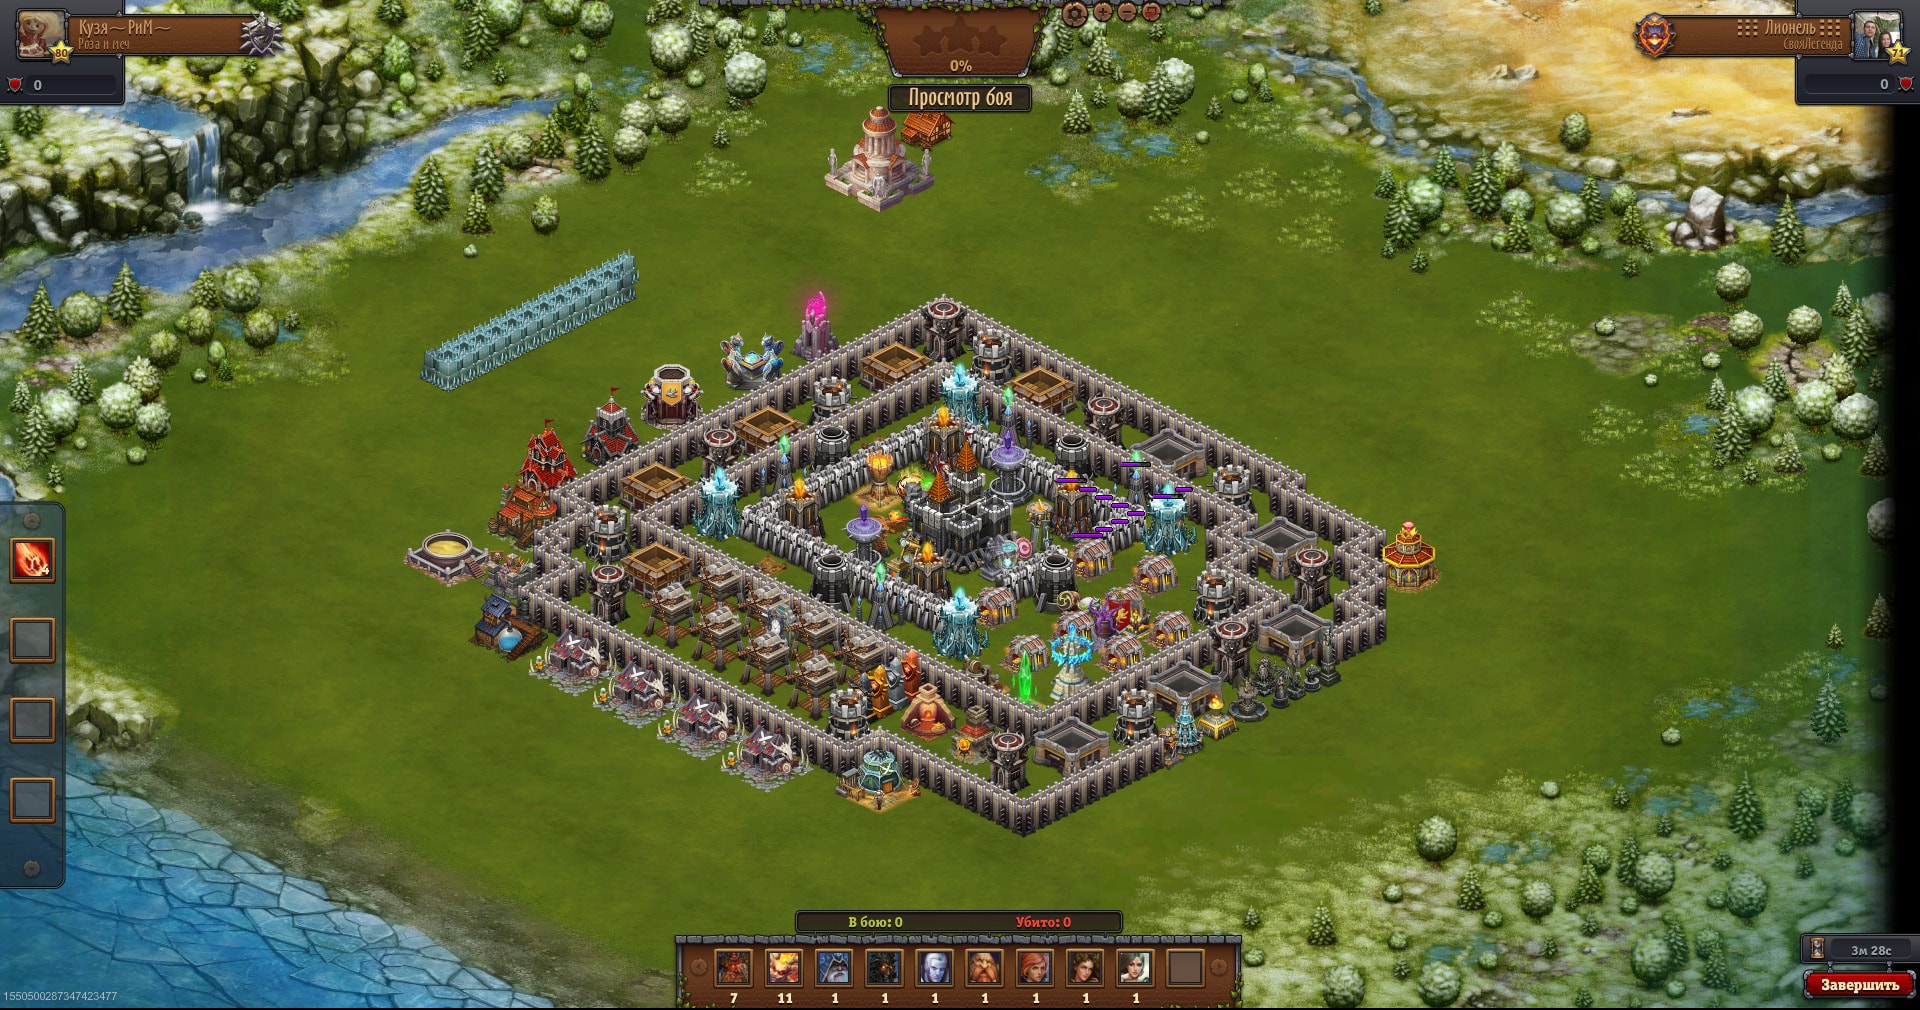 Кузя~РиМ~
Роза и меч
80
0
0%
Просмотр боя
Лионель
СвояЛегенда
71
0
4
В бою: 0 Убито: 0
7 11 1 1 1 1 1 1 1
3м 28с
Завершить
1550500287347423477